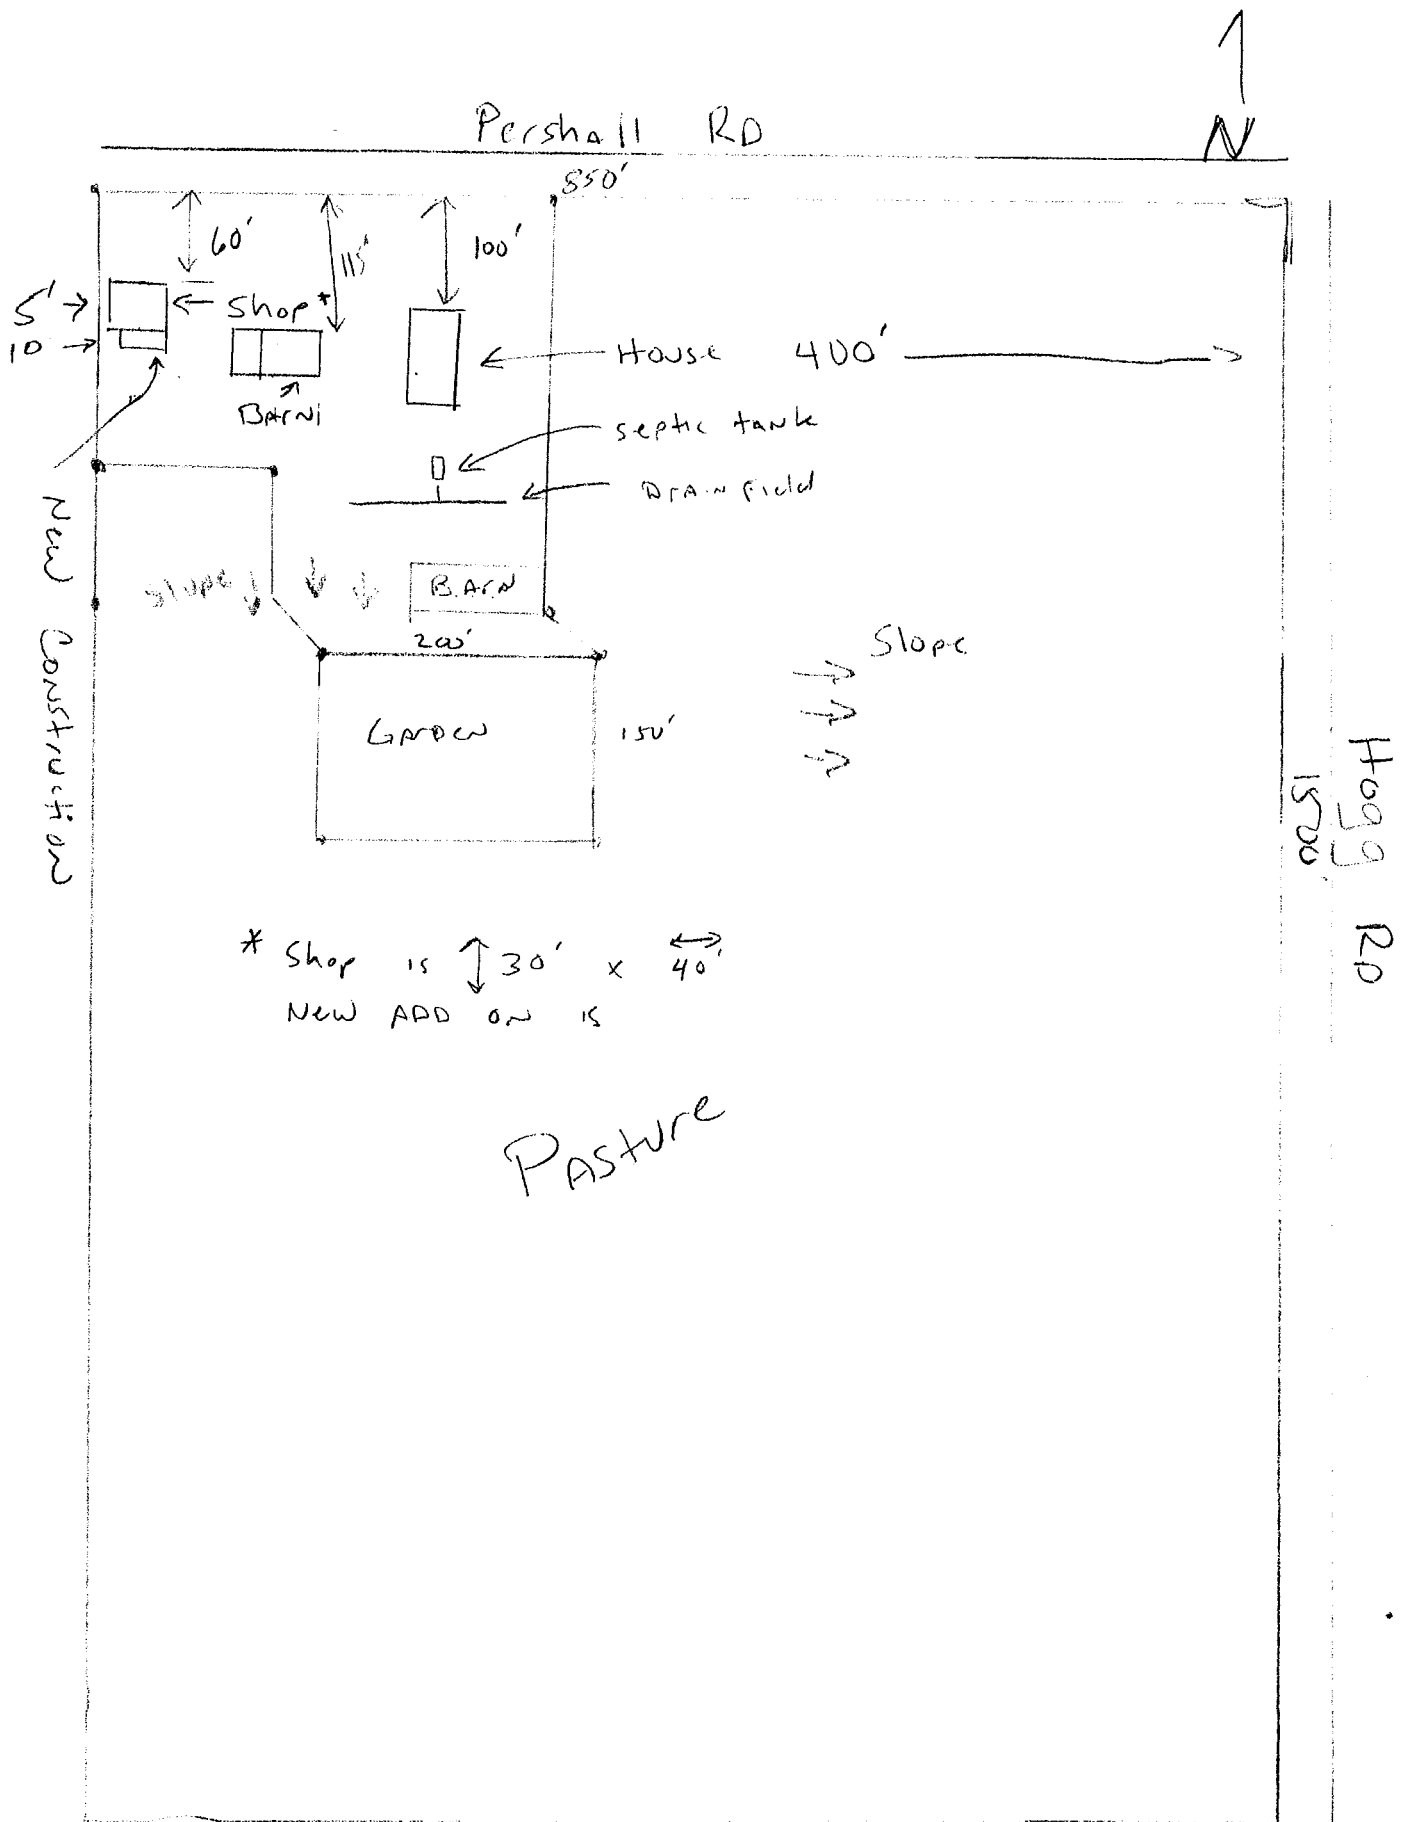 N
Pershall RD
850'
60'
115'
100'
5'
Shop *
10
House 400'
BArN
septic tank
DrAin Field
New Construction
slope
BArN
200'
Slope
GArDeN
150'
Hogg RD
1500'
* Shop is 30' x 40'
New ADD ON is
PAsture